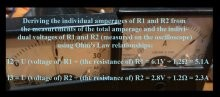 Deriving the individual amperages of R1 and R2 from
the measurements of the total amperage and the indivi-
dual voltages of R1 and R2 (measured on the oscilloscope)
using Ohm's Law relationships:
I2 = U (voltage) of R1 ÷ (the resistance) of R1 = 6.1V ÷ 1.2Ω = 5.1A
I3 = U (voltage) of R2 ÷ (the resistance) of R2 = 2.8V ÷ 1.2Ω = 2.3A